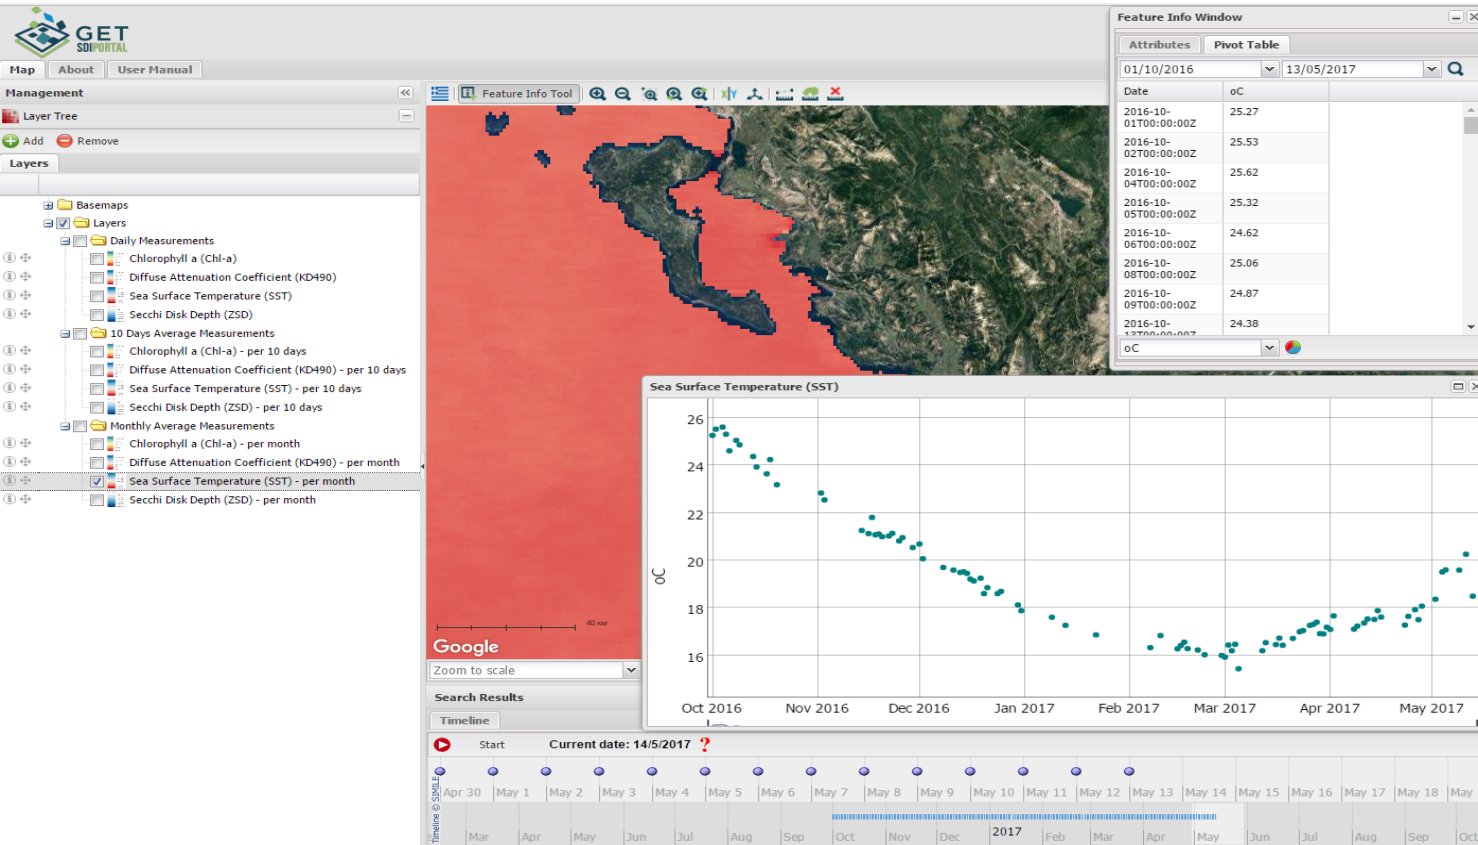 GET
SDIPORTAL
Map About User Manual
Management
Layer Tree
Add Remove
Layers
Basemaps
Layers
Daily Measurements
Chlorophyll a (Chl-a)
Diffuse Attenuation Coefficient (KD490)
Sea Surface Temperature (SST)
Secchi Disk Depth (ZSD)
10 Days Average Measurements
Chlorophyll a (Chl-a) - per 10 days
Diffuse Attenuation Coefficient (KD490) - per 10 days
Sea Surface Temperature (SST) - per 10 days
Secchi Disk Depth (ZSD) - per 10 days
Monthly Average Measurements
Chlorophyll a (Chl-a) - per month
Diffuse Attenuation Coefficient (KD490) - per month
Sea Surface Temperature (SST) - per month
Secchi Disk Depth (ZSD) - per month
Feature Info Tool
Feature Info Window
Attributes Pivot Table
01/10/2016 13/05/2017
Date oC
2016-10-01T00:00:00Z 25.27
2016-10-02T00:00:00Z 25.53
2016-10-04T00:00:00Z 25.62
2016-10-05T00:00:00Z 25.32
2016-10-06T00:00:00Z 24.62
2016-10-08T00:00:00Z 25.06
2016-10-09T00:00:00Z 24.87
2016-10- 24.38
oC
40 км
Google
Zoom to scale
Search Results
Timeline
Sea Surface Temperature (SST)
26
24
22
20
18
16
oC
Oct 2016 Nov 2016 Dec 2016 Jan 2017 Feb 2017 Mar 2017 Apr 2017 May 2017
Start Current date: 14/5/2017 ?
Timeline © SIMILE
Apr 30 May 1 May 2 May 3 May 4 May 5 May 6 May 7 May 8 May 9 May 10 May 11 May 12 May 13 May 14 May 15 May 16 May 17 May 18 May
Mar Apr May Jun Jul Aug Sep Oct Nov Dec 2017 Feb Mar Apr May Jun Jul Aug Sep Oct